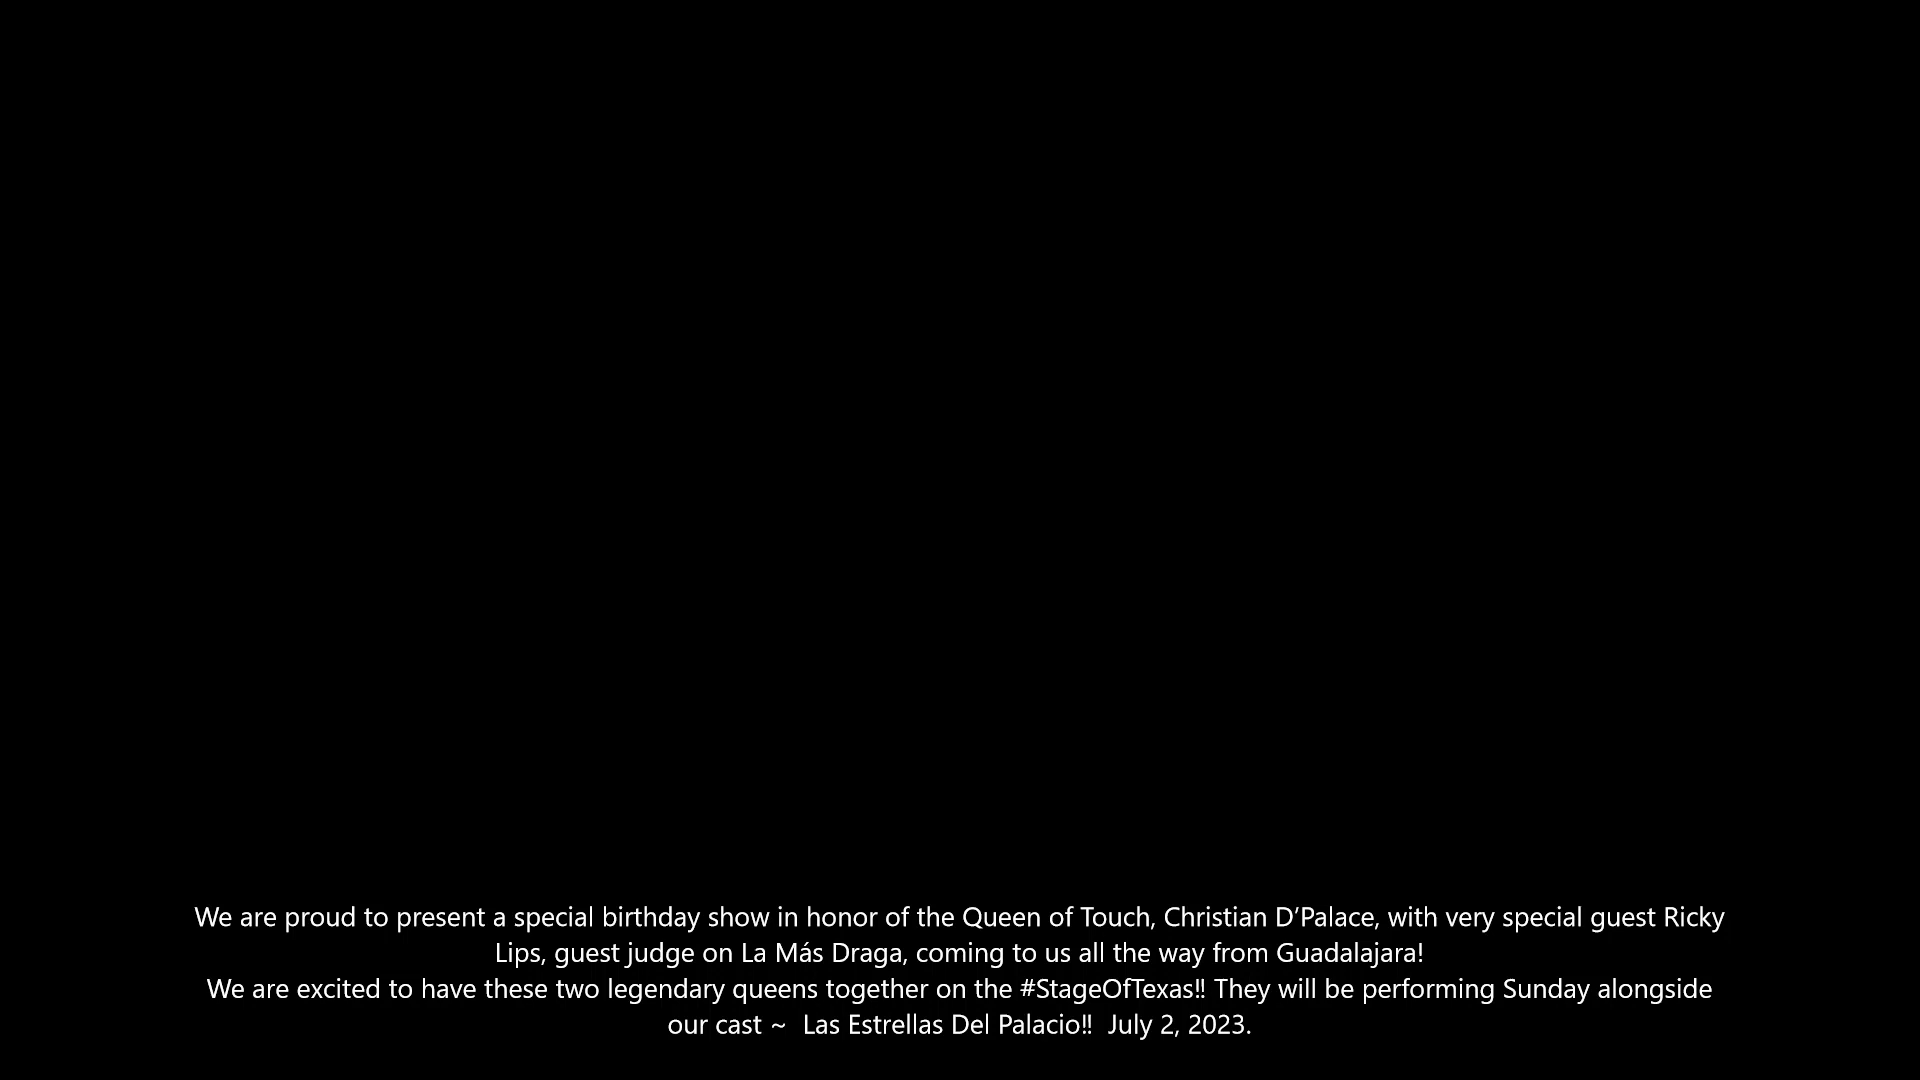 We are proud to present a special birthday show in honor of the Queen of Touch, Christian D’Palace, with very special guest Ricky
Lips, guest judge on La Más Draga, coming to us all the way from Guadalajara!
We are excited to have these two legendary queens together on the #StageOfTexas!! They will be performing Sunday alongside
our cast ~  Las Estrellas Del Palacio!!  July 2, 2023.